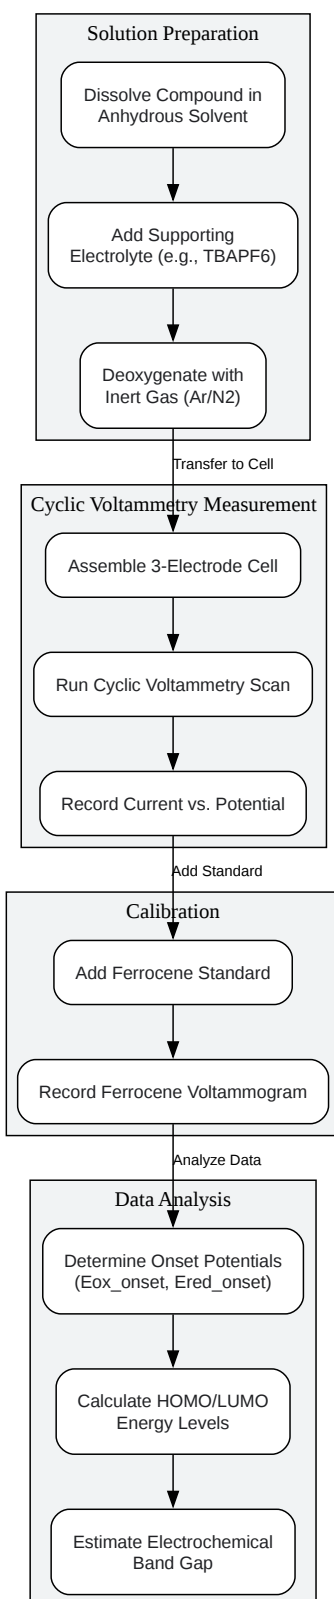 Solution Preparation
Dissolve Compound in
Anhydrous Solvent
Add Supporting
Electrolyte (e.g., TBAPF6)
Deoxygenate with
Inert Gas (Ar/N2)
Transfer to Cell
Cyclic Voltammetry Measurement
Assemble 3-Electrode Cell
Run Cyclic Voltammetry Scan
Record Current vs. Potential
Add Standard
Calibration
Add Ferrocene Standard
Record Ferrocene Voltammogram
Analyze Data
Data Analysis
Determine Onset Potentials
(Eox_onset, Ered_onset)
Calculate HOMO/LUMO
Energy Levels
Estimate Electrochemical
Band Gap